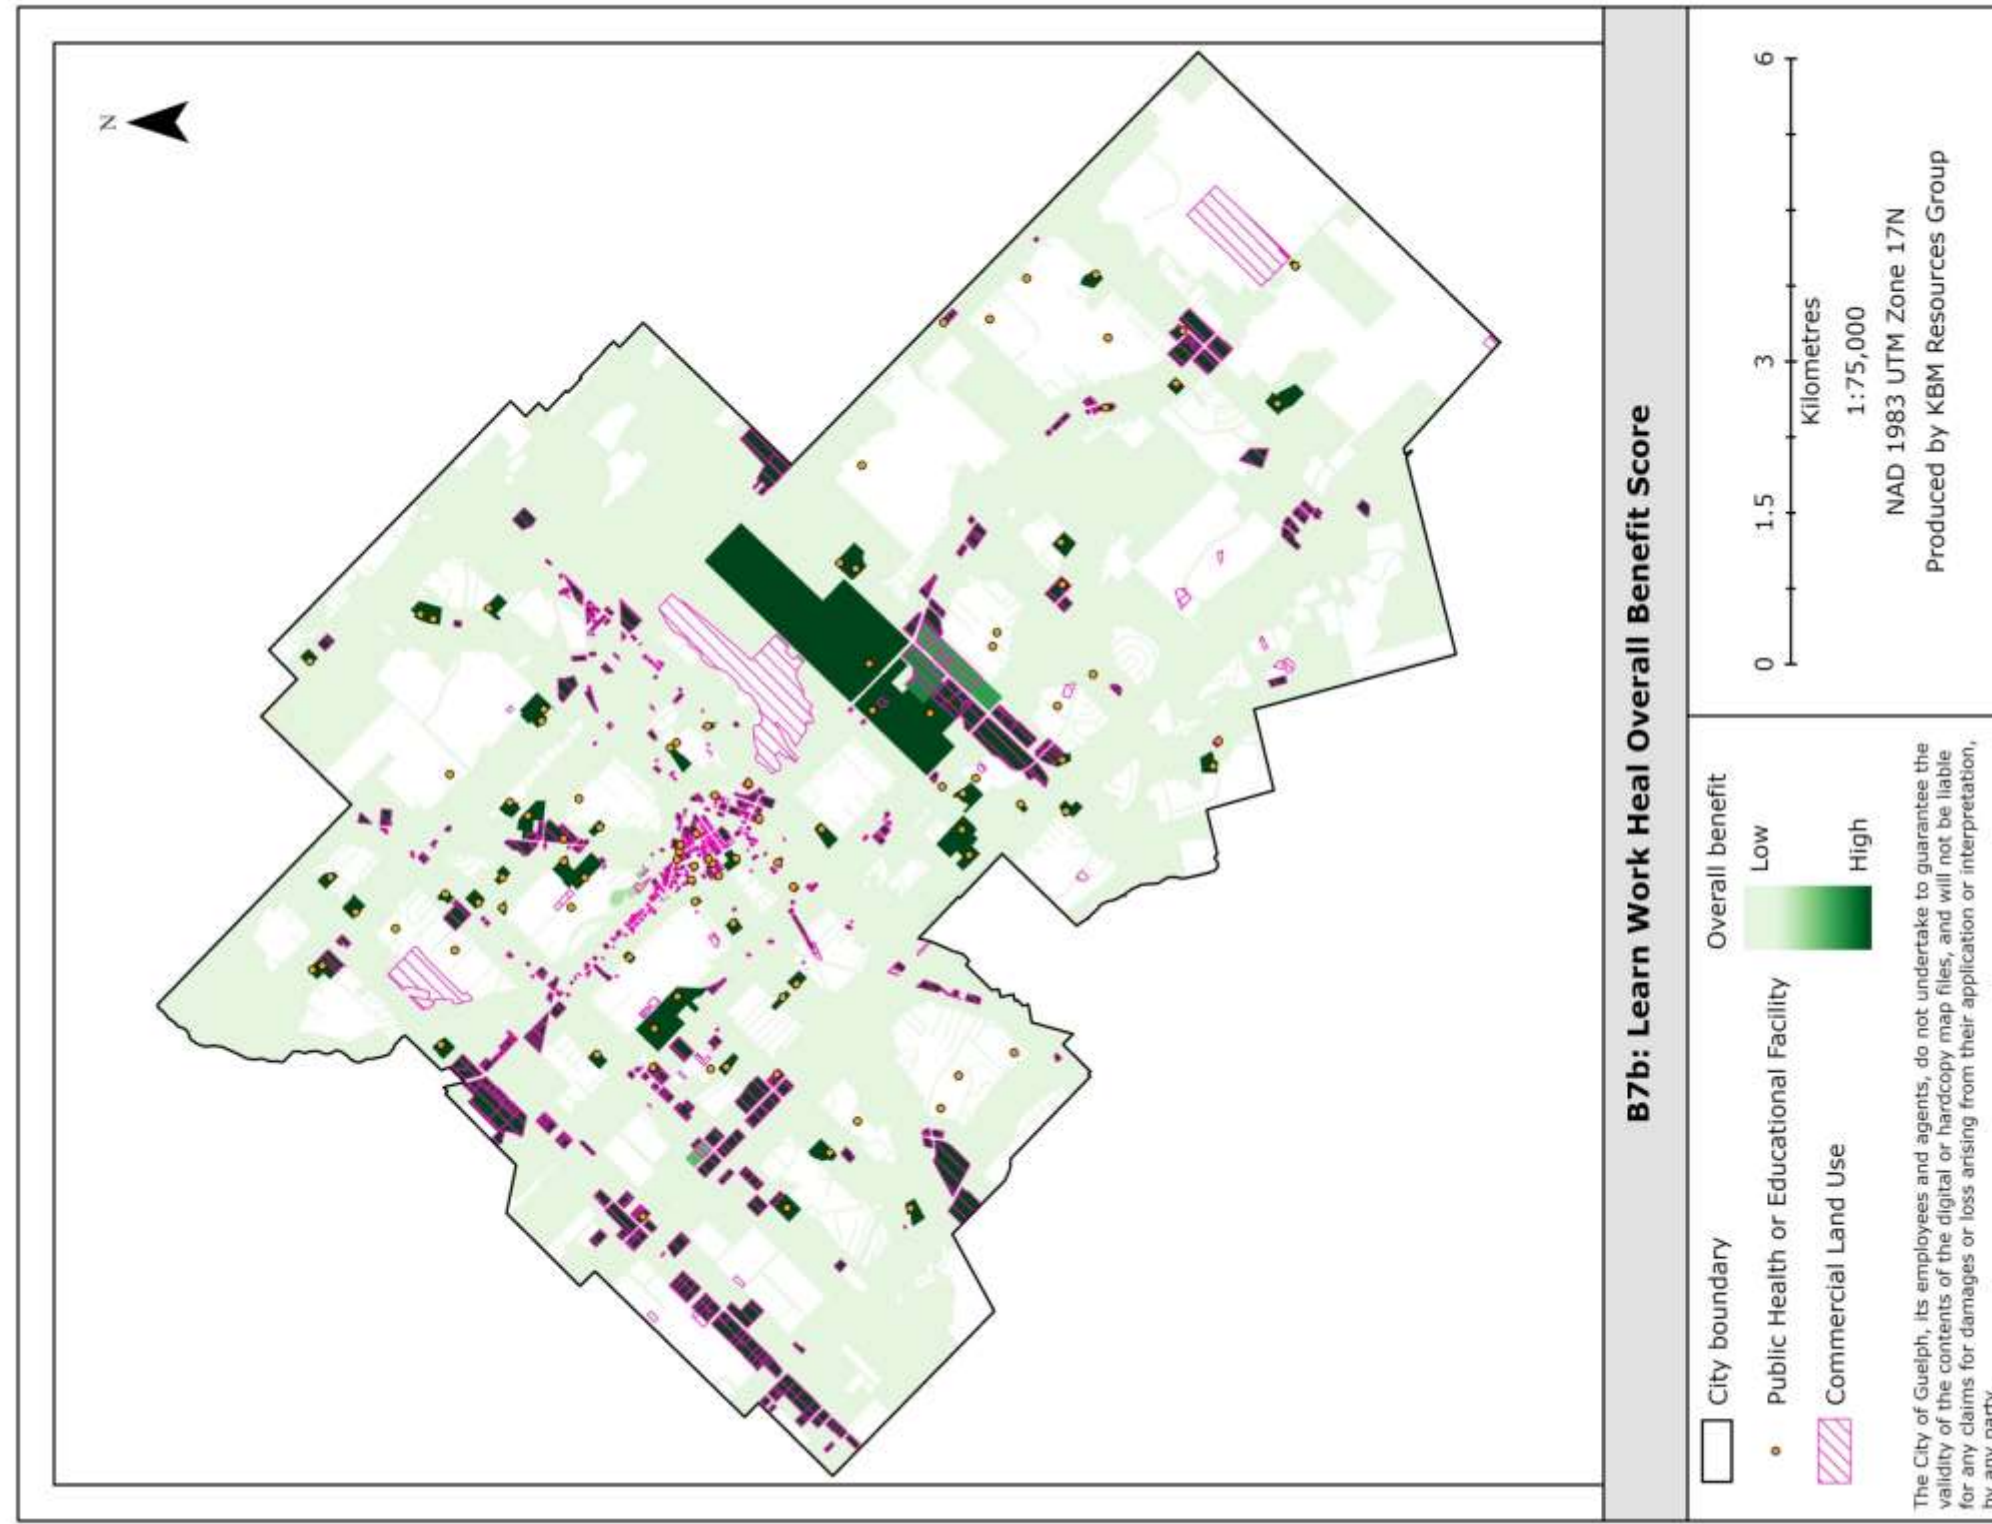 N
B7b: Learn Work Heal Overall Benefit Score
City boundary
Public Health or Educational Facility
Commercial Land Use
Overall benefit
Low
High
The City of Guelph, its employees and agents, do not undertake to guarantee the
validity of the contents of the digital or hardcopy map files, and will not be liable
for any claims for damages or loss arising from their application or interpretation,
by any party.
0 1.5 3 6
Kilometres
1:75,000
NAD 1983 UTM Zone 17N
Produced by KBM Resources Group